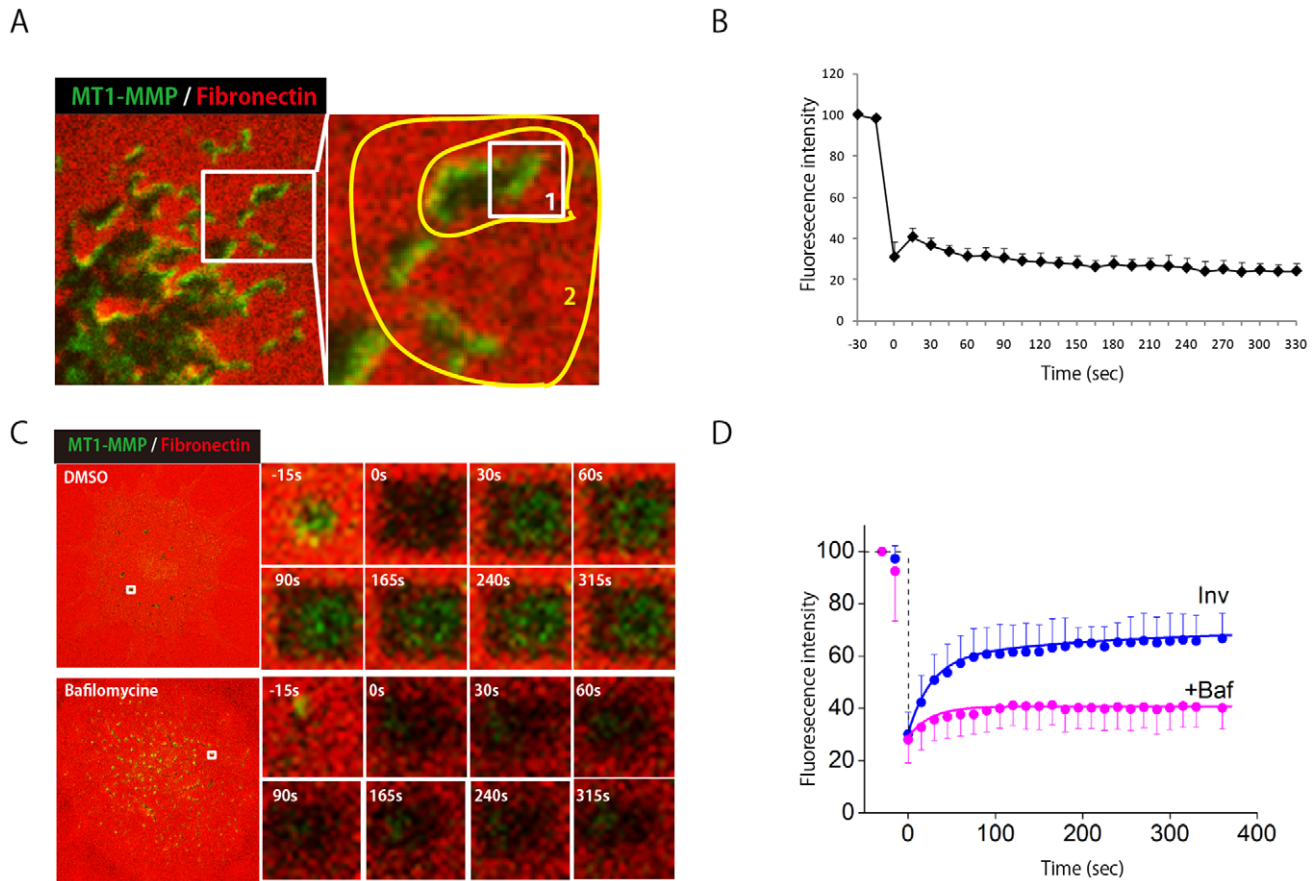 A
MT1-MMP / Fibronectin
1
2
B
Fluoresecence intensity
120
100
80
60
40
20
0
-30 0 30 60 90 120 150 180 210 240 270 300 330
Time (sec)
C
MT1-MMP / Fibronectin
DMSO
-15s 0s 30s 60s
90s 165s 240s 315s
Bafilomycine
-15s 0s 30s 60s
90s 165s 240s 315s
D
Fluoresecence intensity
100
80
60
40
20
0
Inv
+Baf
0 100 200 300 400
Time (sec)